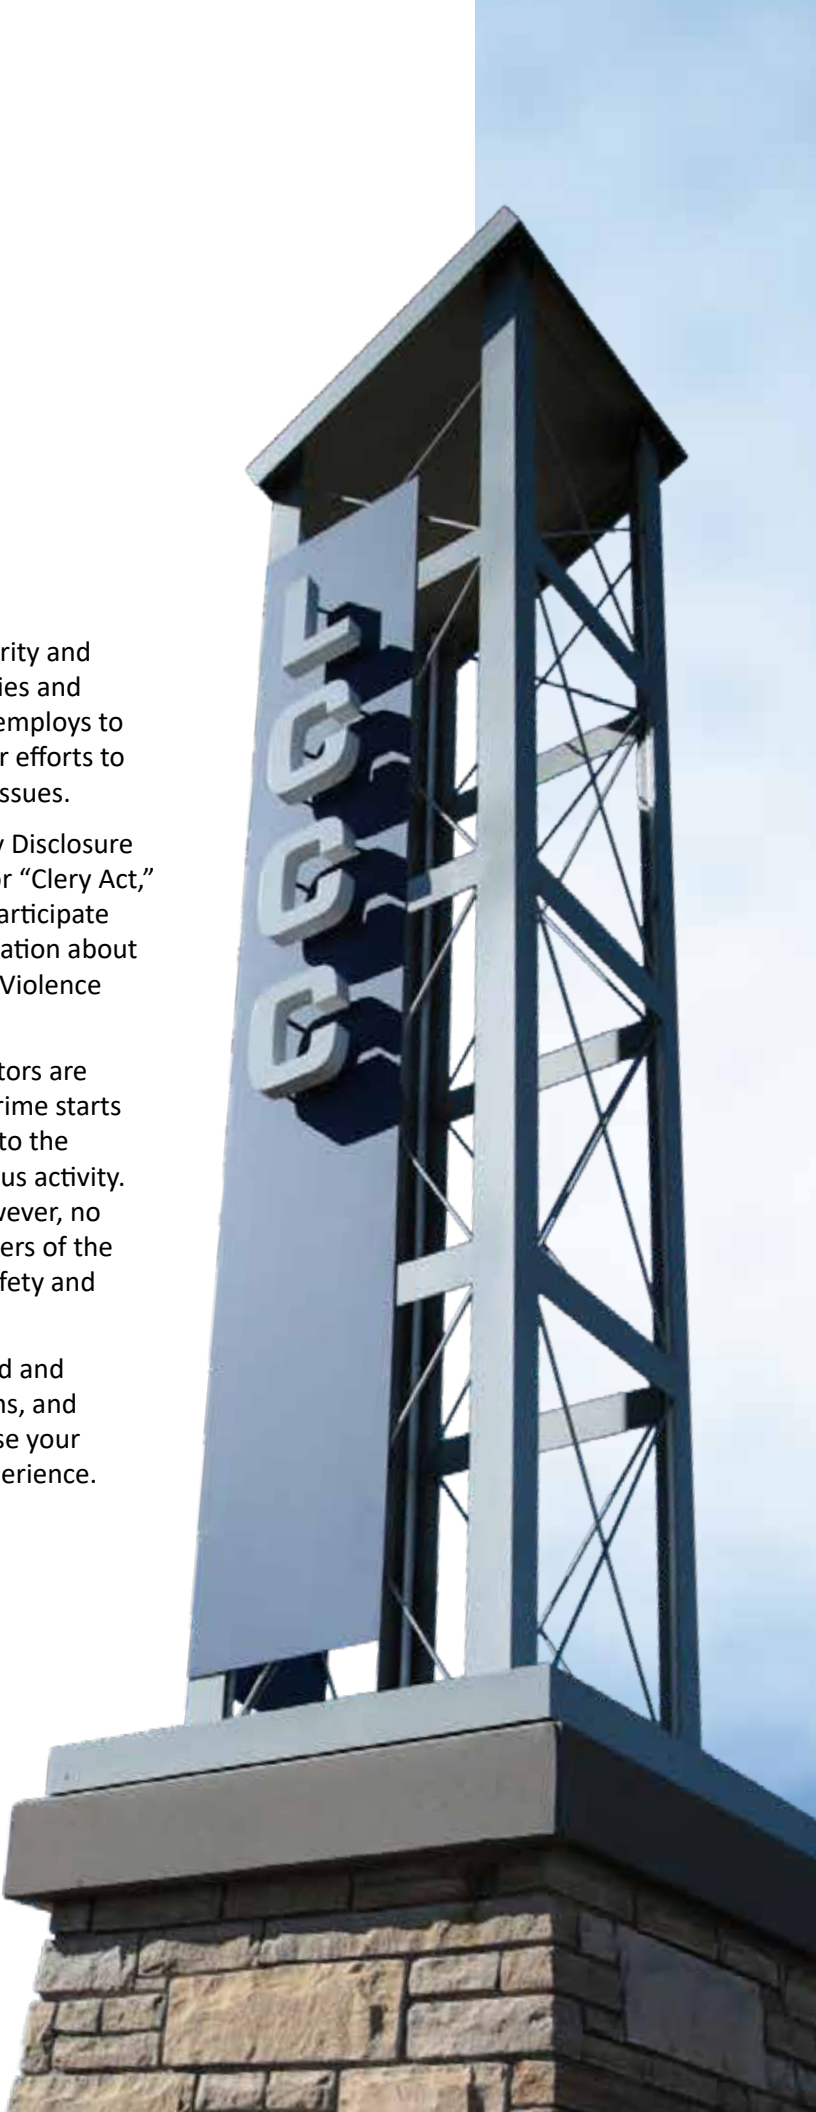 LCCC
rity and
ies and
employs to
r efforts to
ssues.
y Disclosure
or “Clery Act,”
articipate
ation about
Violence
tors are
rime starts
to the
us activity.
wever, no
ers of the
fety and
d and
ns, and
se your
erience.